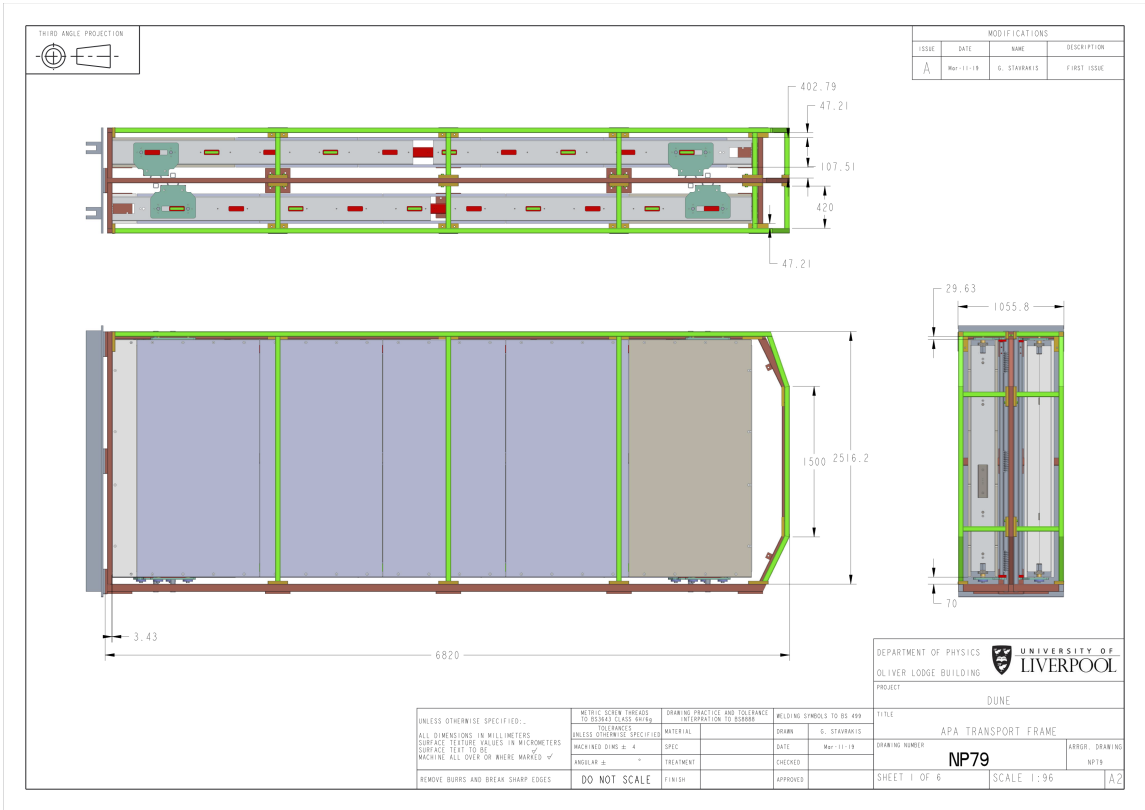 THIRD ANGLE PROJECTION
MODIFICATIONS
ISSUE DATE NAME DESCRIPTION
A Mar-11-19 G. STAVRAKIS FIRST ISSUE
402.79
47.21
107.51
420
47.21
29.63
1055.8
1500
2516.2
70
3.43
6820
DEPARTMENT OF PHYSICS
OLIVER LODGE BUILDING
UNIVERSITY OF
LIVERPOOL
PROJECT
DUNE
TITLE
APA TRANSPORT FRAME
DRAWING NUMBER
NP79
ARRGR. DRAWING
NP79
SHEET 1 OF 6
SCALE 1:96
A2
UNLESS OTHERWISE SPECIFIED:.
ALL DIMENSIONS IN MILLIMETERS
SURFACE TEXTURE VALUES IN MICROMETERS
SURFACE TEXT TO BE √
MACHINE ALL OVER OR WHERE MARKED √
REMOVE BURRS AND BREAK SHARP EDGES
METRIC SCREW THREADS
TO BS3643 CLASS 6H/6g
TOLERANCES
UNLESS OTHERWISE SPECIFIED
MACHINED DIMS ± 4
ANGULAR ± °
DO NOT SCALE
DRAWING PRACTICE AND TOLERANCE
INTERPRATION TO BS8888
MATERIAL
SPEC
TREATMENT
FINISH
WELDING SYMBOLS TO BS 499
DRAWN G. STAVRAKIS
DATE Mar-11-19
CHECKED
APPROVED